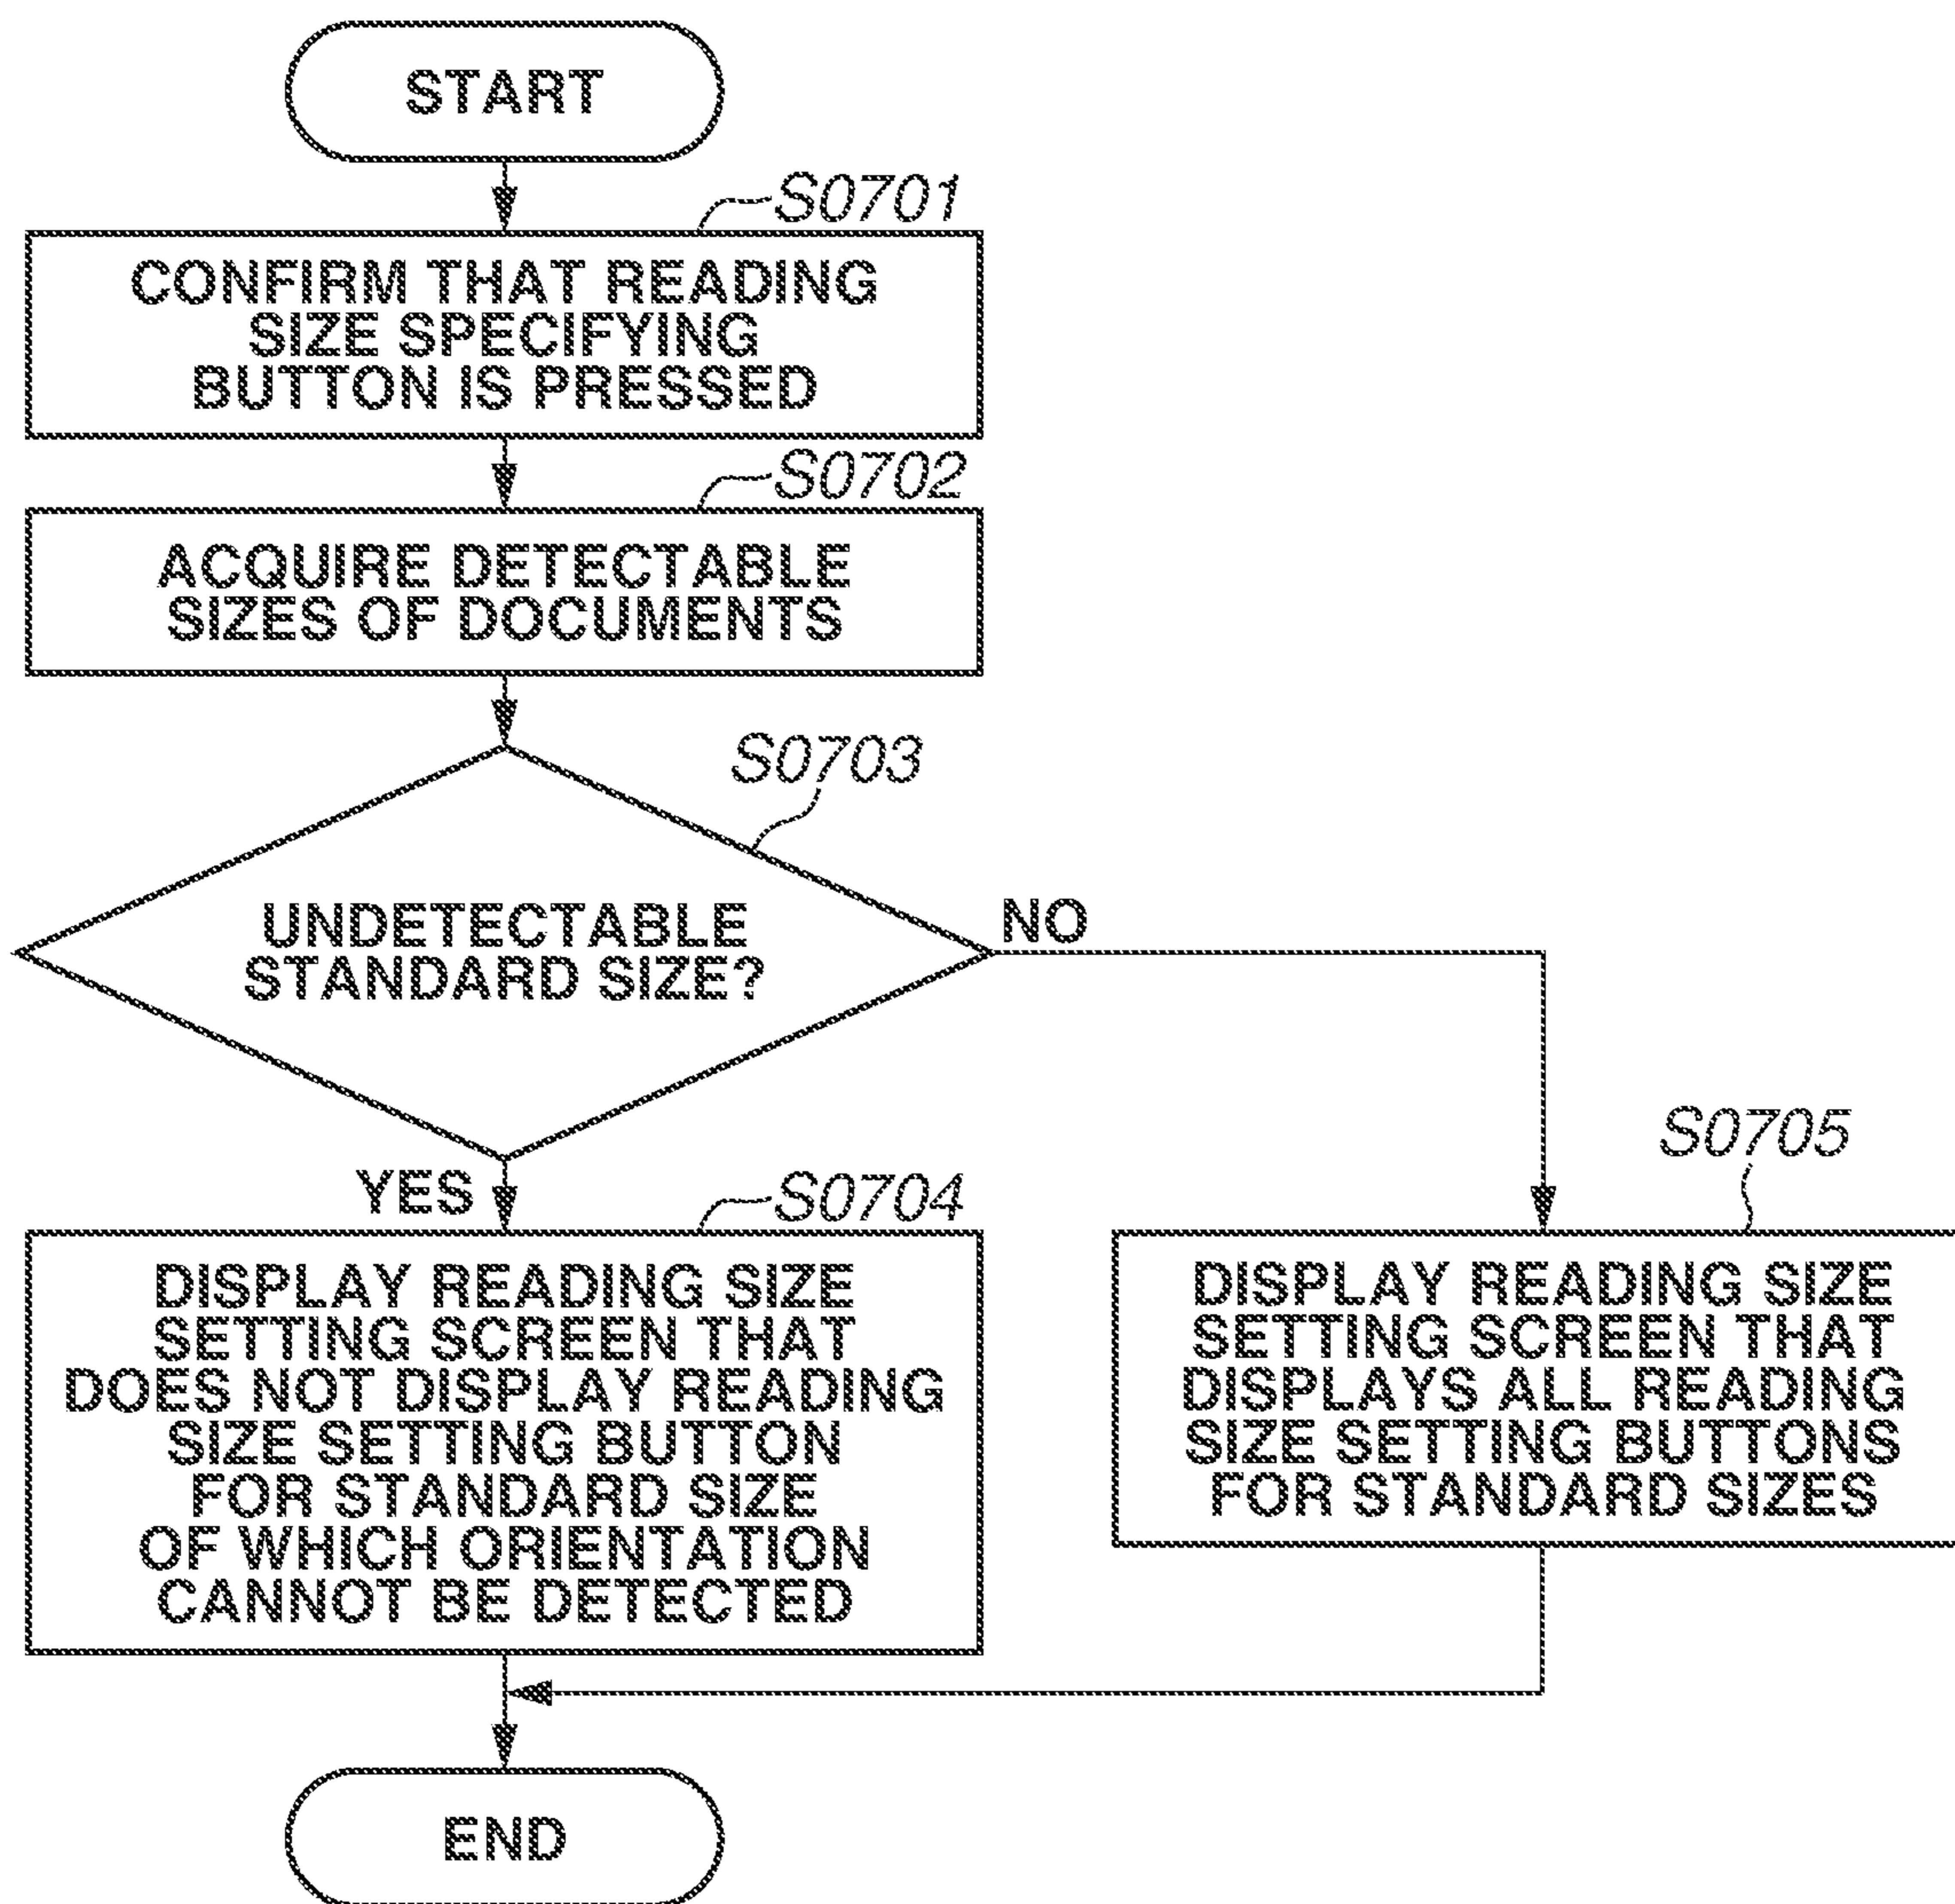 START
S0701
CONFIRM THAT READING
SIZE SPECIFYING
BUTTON IS PRESSED
S0702
ACQUIRE DETECTABLE
SIZES OF DOCUMENTS
S0703
UNDETECTABLE
STANDARD SIZE?
NO
YES
S0704
DISPLAY READING SIZE
SETTING SCREEN THAT
DOES NOT DISPLAY READING
SIZE SETTING BUTTON
FOR STANDARD SIZE
OF WHICH ORIENTATION
CANNOT BE DETECTED
S0705
DISPLAY READING SIZE
SETTING SCREEN THAT
DISPLAYS ALL READING
SIZE SETTING BUTTONS
FOR STANDARD SIZES
END